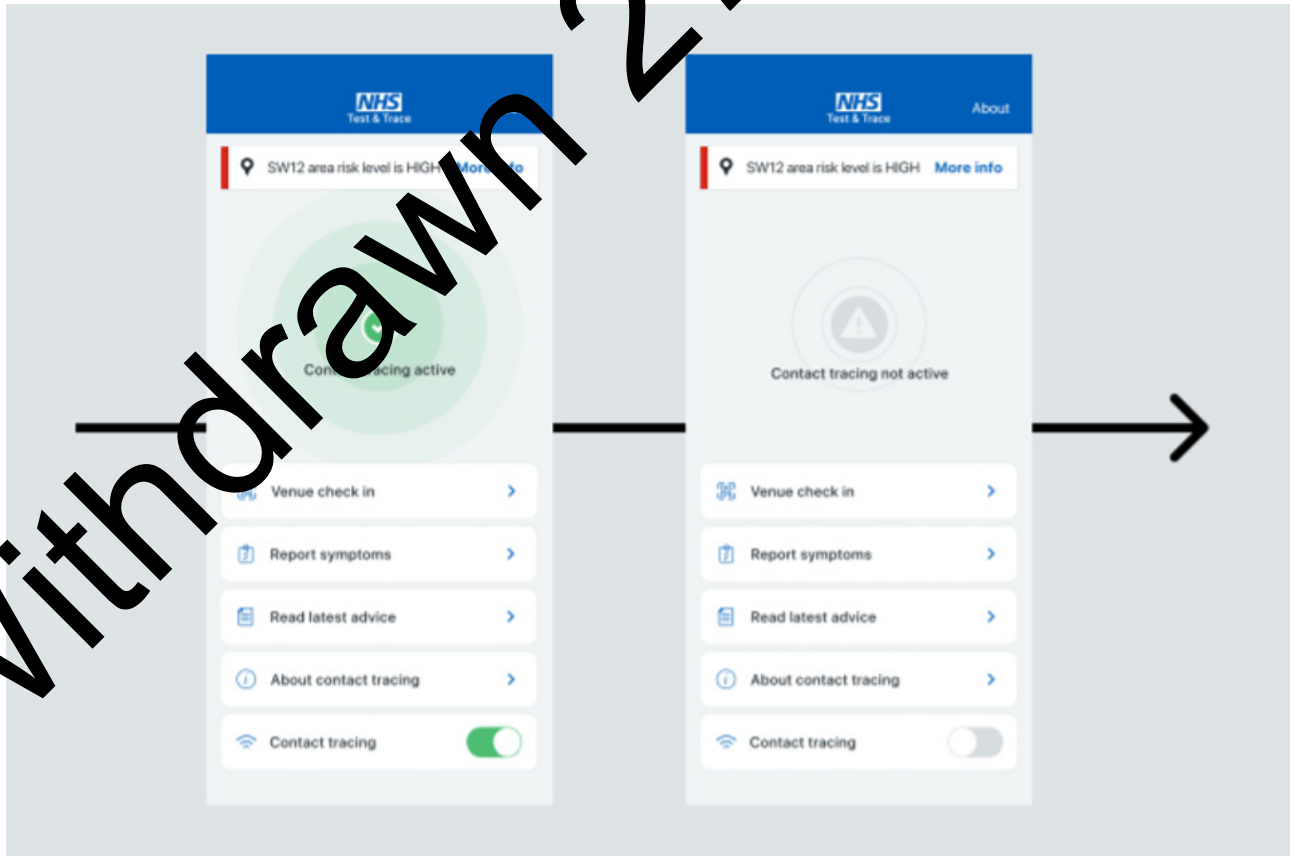 NHS
Test & Trace
SW12 area risk level is HIGH
Contact tracing active
Venue check in
Report symptoms
Read latest advice
About contact tracing
Contact tracing
NHS
Test & Trace
About
SW12 area risk level is HIGH More info
Contact tracing not active
Venue check in
Report symptoms
Read latest advice
About contact tracing
Contact tracing
ithdrawn 2